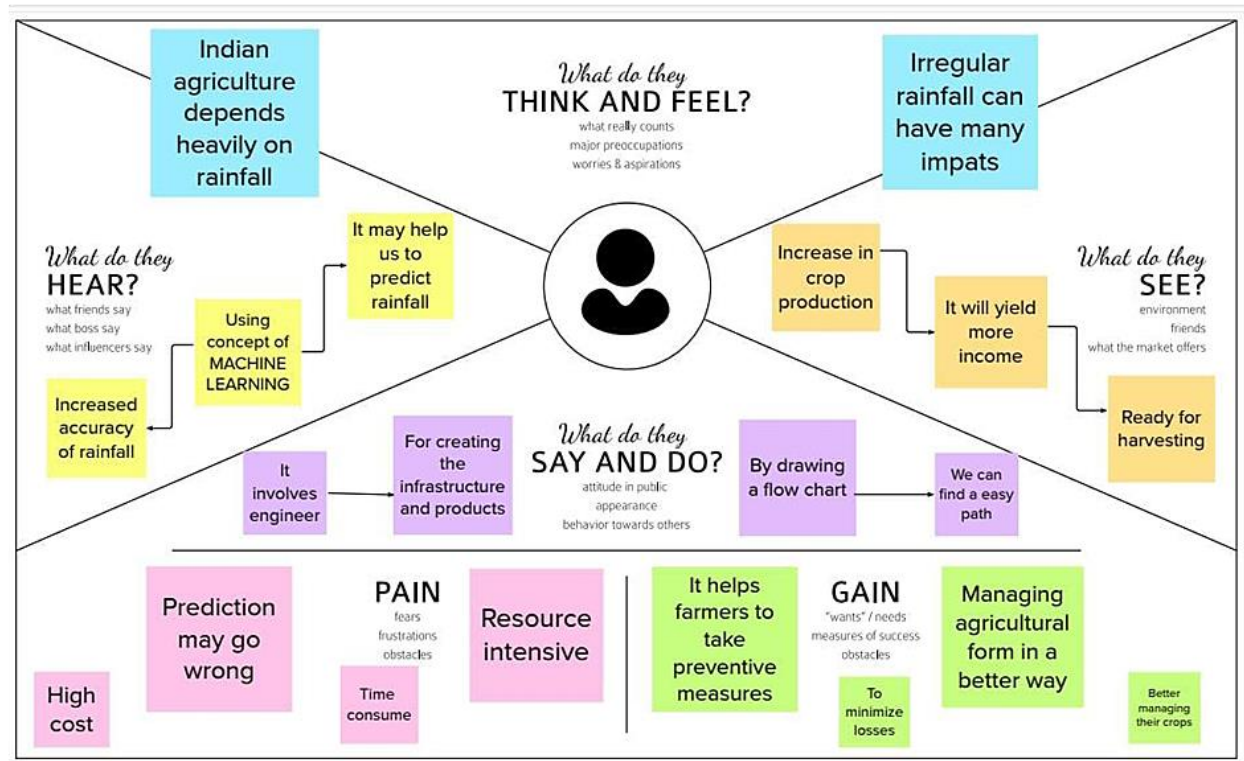 Indian
agriculture
depends
heavily on
rainfall
What do they
THINK AND FEEL?
what really counts
major preoccupations
worries & aspirations
Irregular
rainfall can
have many
impats
What do they
HEAR?
what friends say
what boss say
what influencers say
It may help
us to
predict
rainfall
Using
concept of
MACHINE
LEARNING
Increased
accuracy
of rainfall
Increase in
crop
production
It will yield
more
income
Ready for
harvesting
What do they
SEE?
environment
friends
what the market offers
It
involves
engineer
For creating
the
infrastructure
and products
What do they
SAY AND DO?
attitude in public
appearance
behavior towards others
By drawing
a flow chart
We can
find a easy
path
High
cost
Prediction
may go
wrong
PAIN
fears
frustrations
obstacles
Time
consume
Resource
intensive
It helps
farmers to
take
preventive
measures
GAIN
"wants" / needs
measures of success
obstacles
To
minimize
losses
Managing
agricultural
form in a
better way
Better
managing
their crops